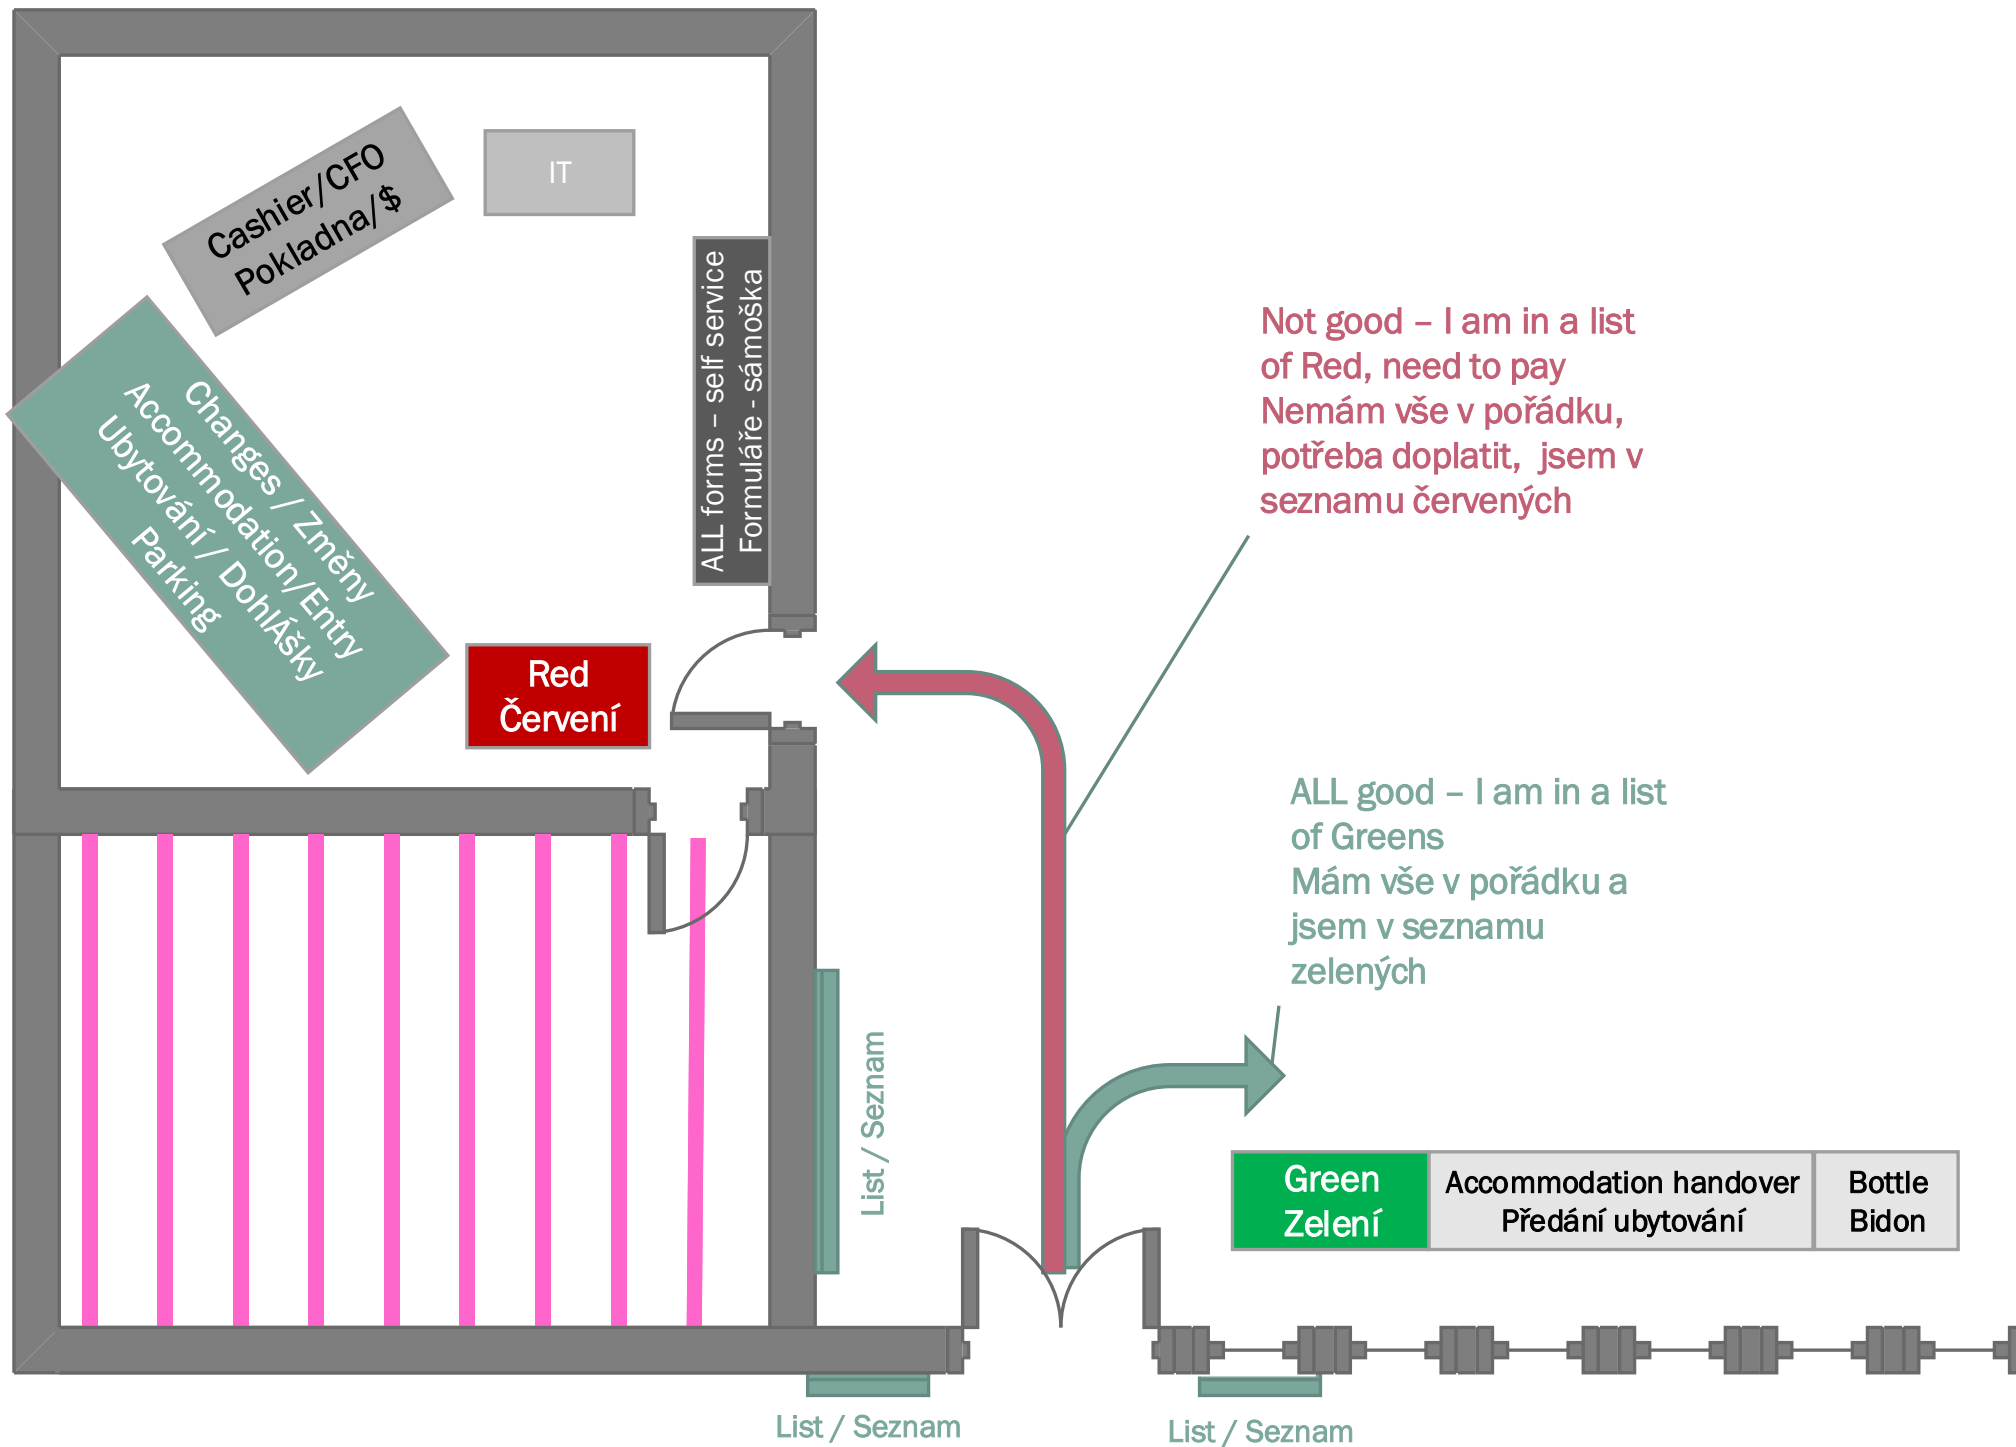 Cashier/CFO
Pokladna/$
IT
ALL forms – self service
Formuláře - sámoška
Changes / Změny
Accommodation/Entry
Ubytování / DohlÁšky
Parking
Red
Červení
Not good – I am in a list
of Red, need to pay
Nemám vše v pořádku,
potřeba doplatit, jsem v
seznamu červených
ALL good – I am in a list
of Greens
Mám vše v pořádku a
jsem v seznamu
zelených
List / Seznam
Green
Zelení
Accommodation handover
Předání ubytování
Bottle
Bidon
List / Seznam
List / Seznam